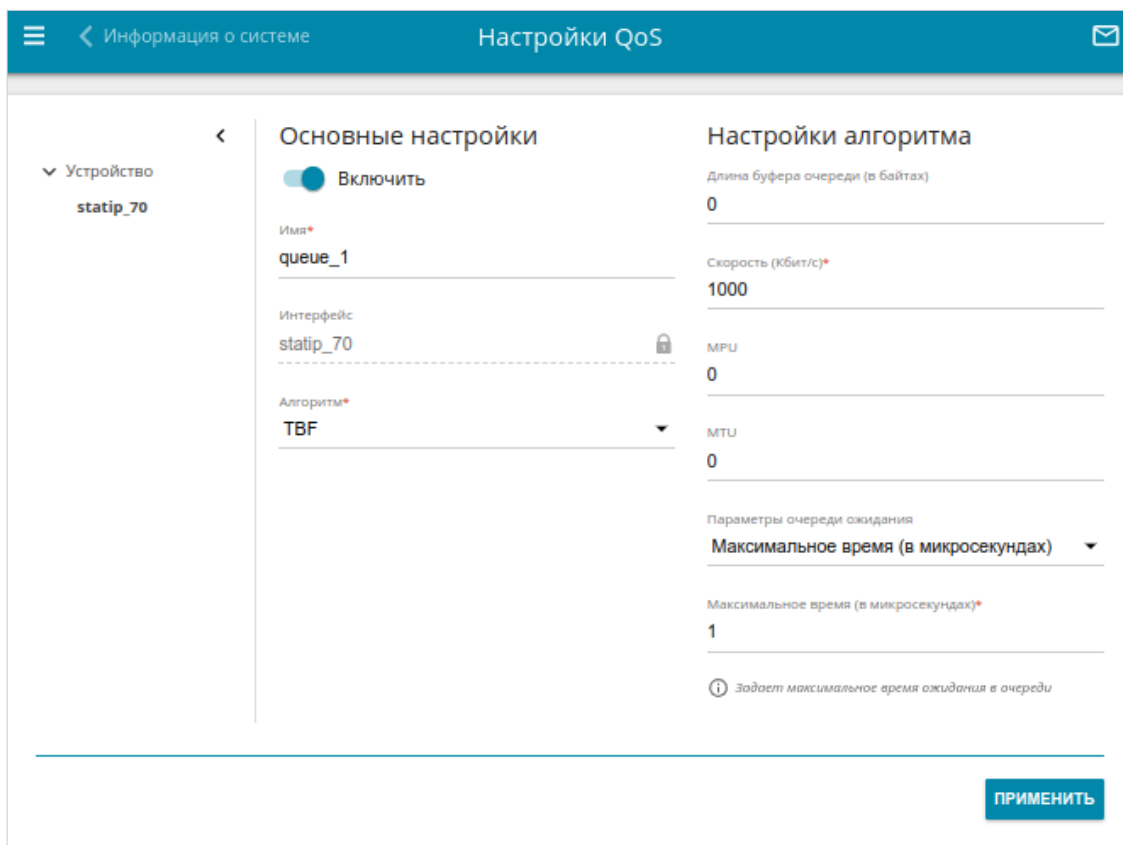 Информация о системе
Настройки QoS
Устройство
statip_70
Основные настройки
Включить
Имя*
queue_1
Интерфейс
statip_70
Алгоритм*
TBF
Настройки алгоритма
Длина буфера очереди (в байтах)
0
Скорость (Кбит/с)*
1000
MPU
0
MTU
0
Параметры очереди ожидания
Максимальное время (в микросекундах)
Максимальное время (в микросекундах)*
1
Задает максимальное время ожидания в очереди
ПРИМЕНИТЬ